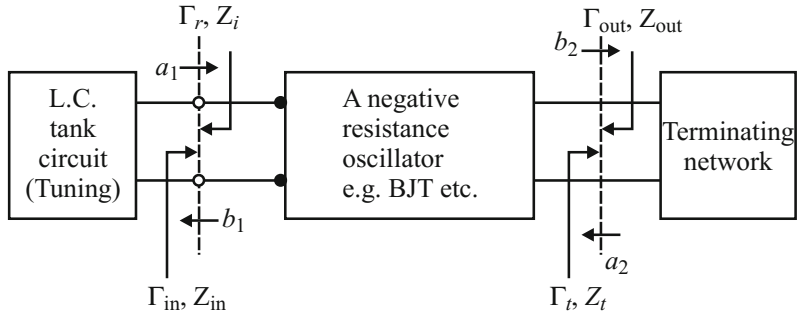 Γr, Zi
Γout, Zout
a1
b2
L.C.
tank
circuit
(Tuning)
A negative
resistance
oscillator
e.g. BJT etc.
Terminating
network
b1
a2
Γin, Zin
Γt, Zt